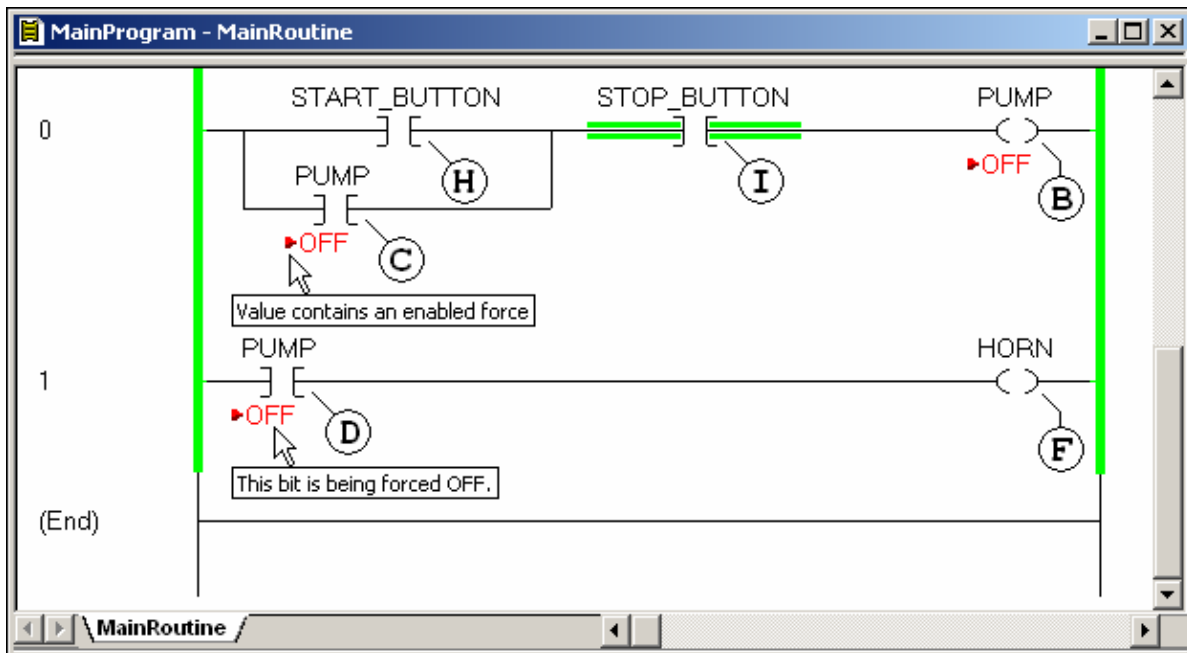 MainProgram - MainRoutine
START_BUTTON STOP_BUTTON PUMP
0
H I OFF B
PUMP
OFF C
Value contains an enabled force
PUMP HORN
1
OFF D F
This bit is being forced OFF.
(End)
MainRoutine